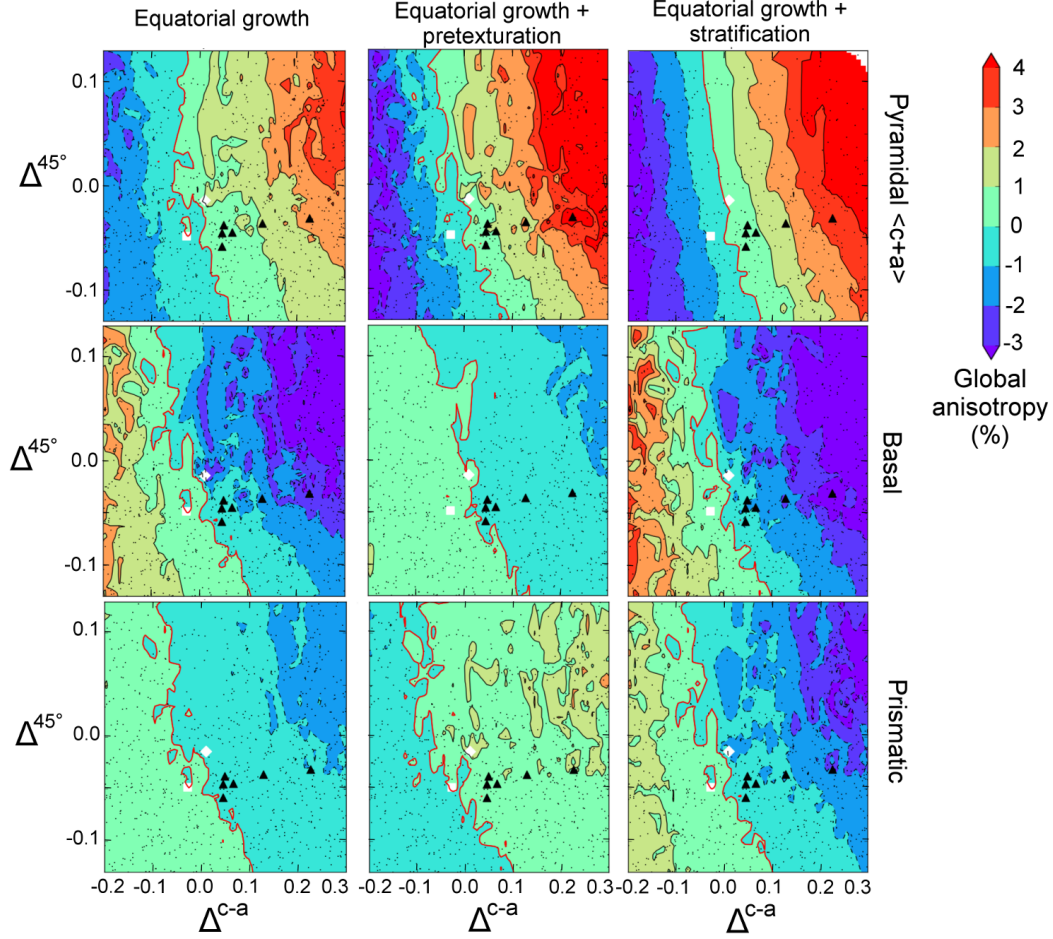 Equatorial growth
Equatorial growth +
pretexturation
Equatorial growth +
stratification
0.1
0.0
-0.1
Δ45°
Pyramidal <c+a>
4
3
2
1
0
-1
-2
-3
Global
anisotropy
(%)
0.1
0.0
-0.1
Δ45°
Basal
0.1
0.0
-0.1
Δ45°
Prismatic
-0.2 -0.1 0.0 0.1 0.2 0.3
-0.2 -0.1 0.0 0.1 0.2 0.3
-0.2 -0.1 0.0 0.1 0.2 0.3
Δc-a
Δc-a
Δc-a